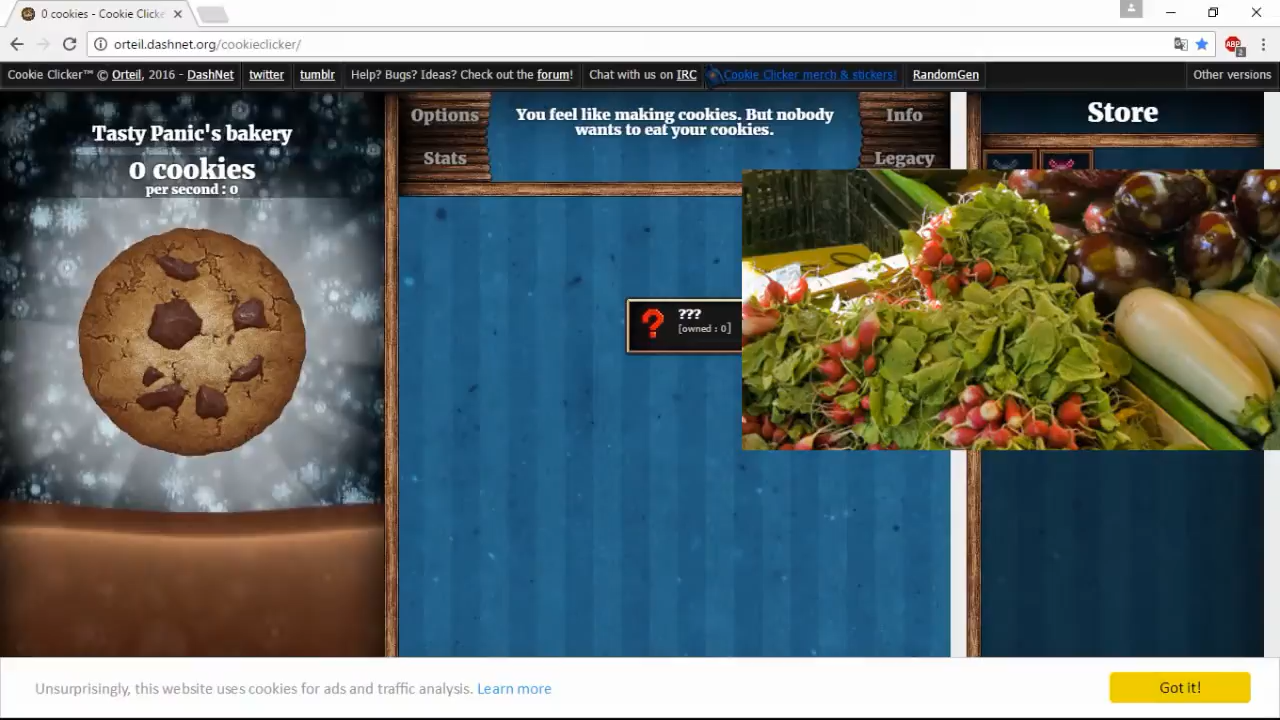 0 cookies - Cookie Clicke
orteil.dashnet.org/cookieclicker/
ABP
2
Cookie Clicker™ © Orteil, 2016 - DashNet
twitter
tumblr
Help? Bugs? Ideas? Check out the forum!
Chat with us on IRC
Cookie Clicker merch & stickers!
RandomGen
Other versions
Tasty Panic's bakery
0 cookies
per second : 0
Options
Stats
You feel like making cookies. But nobody
wants to eat your cookies.
Info
Legacy
Store
???
[owned : 0]
Unsurprisingly, this website uses cookies for ads and traffic analysis. Learn more
Got it!